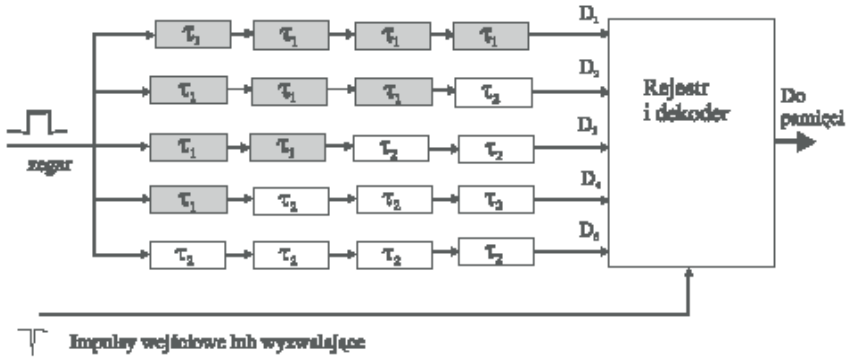 τ₁ τ₁ τ₁ τ₁ D₁
τ₁ τ₁ τ₁ τ₂ D₂
τ₁ τ₁ τ₂ τ₂ D₃
τ₁ τ₂ τ₂ τ₂ D₄
τ₂ τ₂ τ₂ τ₂ D₅
zegar
Rejestr
i dekoder
Do
pamięci
Impulsy wejściowe lub wyzwalające